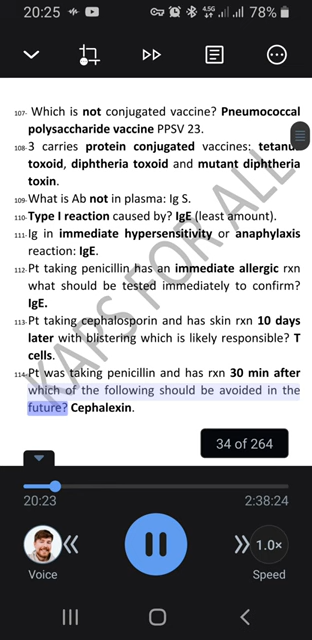 20:25
4.5G
78%
107- Which is not conjugated vaccine? Pneumococcal
polysaccharide vaccine PPSV 23.
108- 3 carries protein conjugated vaccines: tetanu
toxoid, diphtheria toxoid and mutant diphtheria
toxin.
109- What is Ab not in plasma: Ig S.
110- Type I reaction caused by? IgE (least amount).
111- Ig in immediate hypersensitivity or anaphylaxis
reaction: IgE.
112- Pt taking penicillin has an immediate allergic rxn
what should be tested immediately to confirm?
IgE.
113- Pt taking cephalosporin and has skin rxn 10 days
later with blistering which is likely responsible? T
cells.
114- Pt was taking penicillin and has rxn 30 min after
which of the following should be avoided in the
future? Cephalexin.
KAPS FOR ALL
34 of 264
20:23
2:38:24
1.0×
Voice
Speed